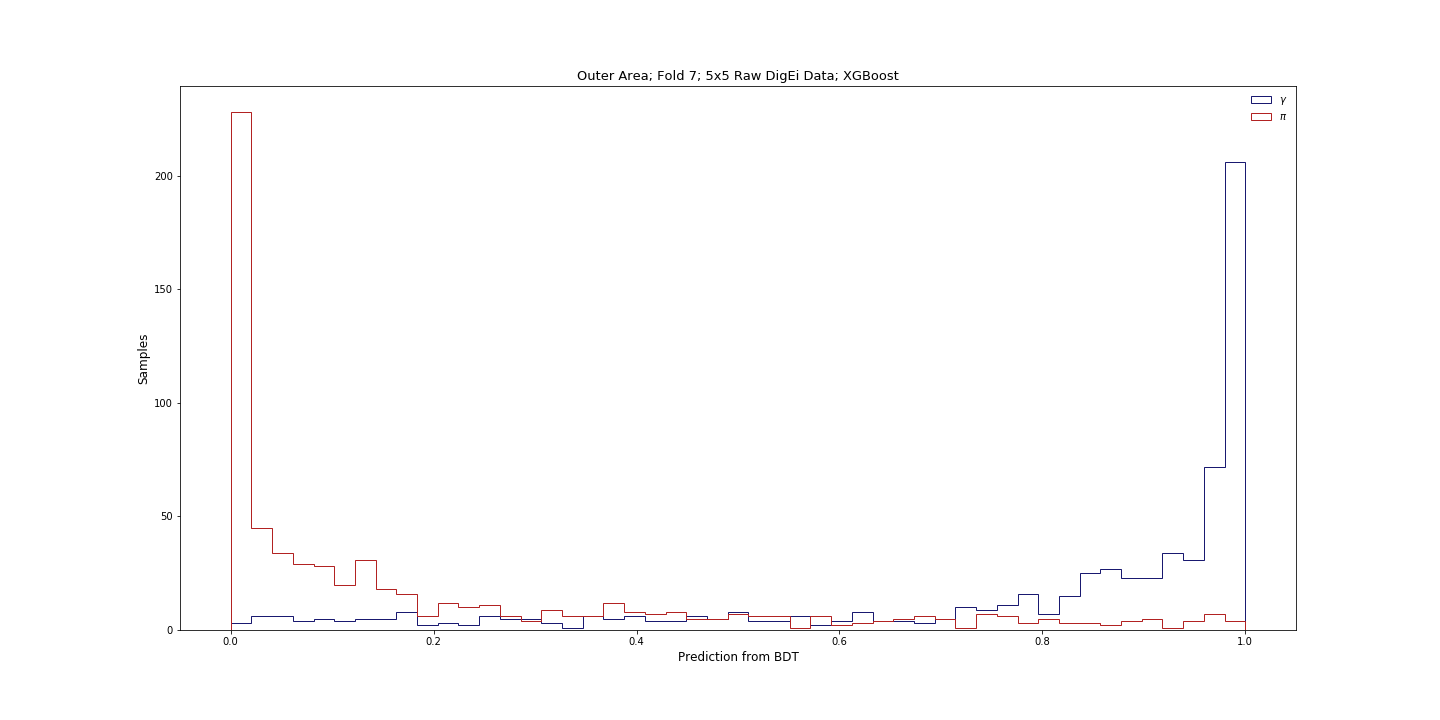 Outer Area; Fold 7; 5x5 Raw DigEi Data; XGBoost
γ
π
200
150
100
50
0
Samples
0.0 0.2 0.4 0.6 0.8 1.0
Prediction from BDT